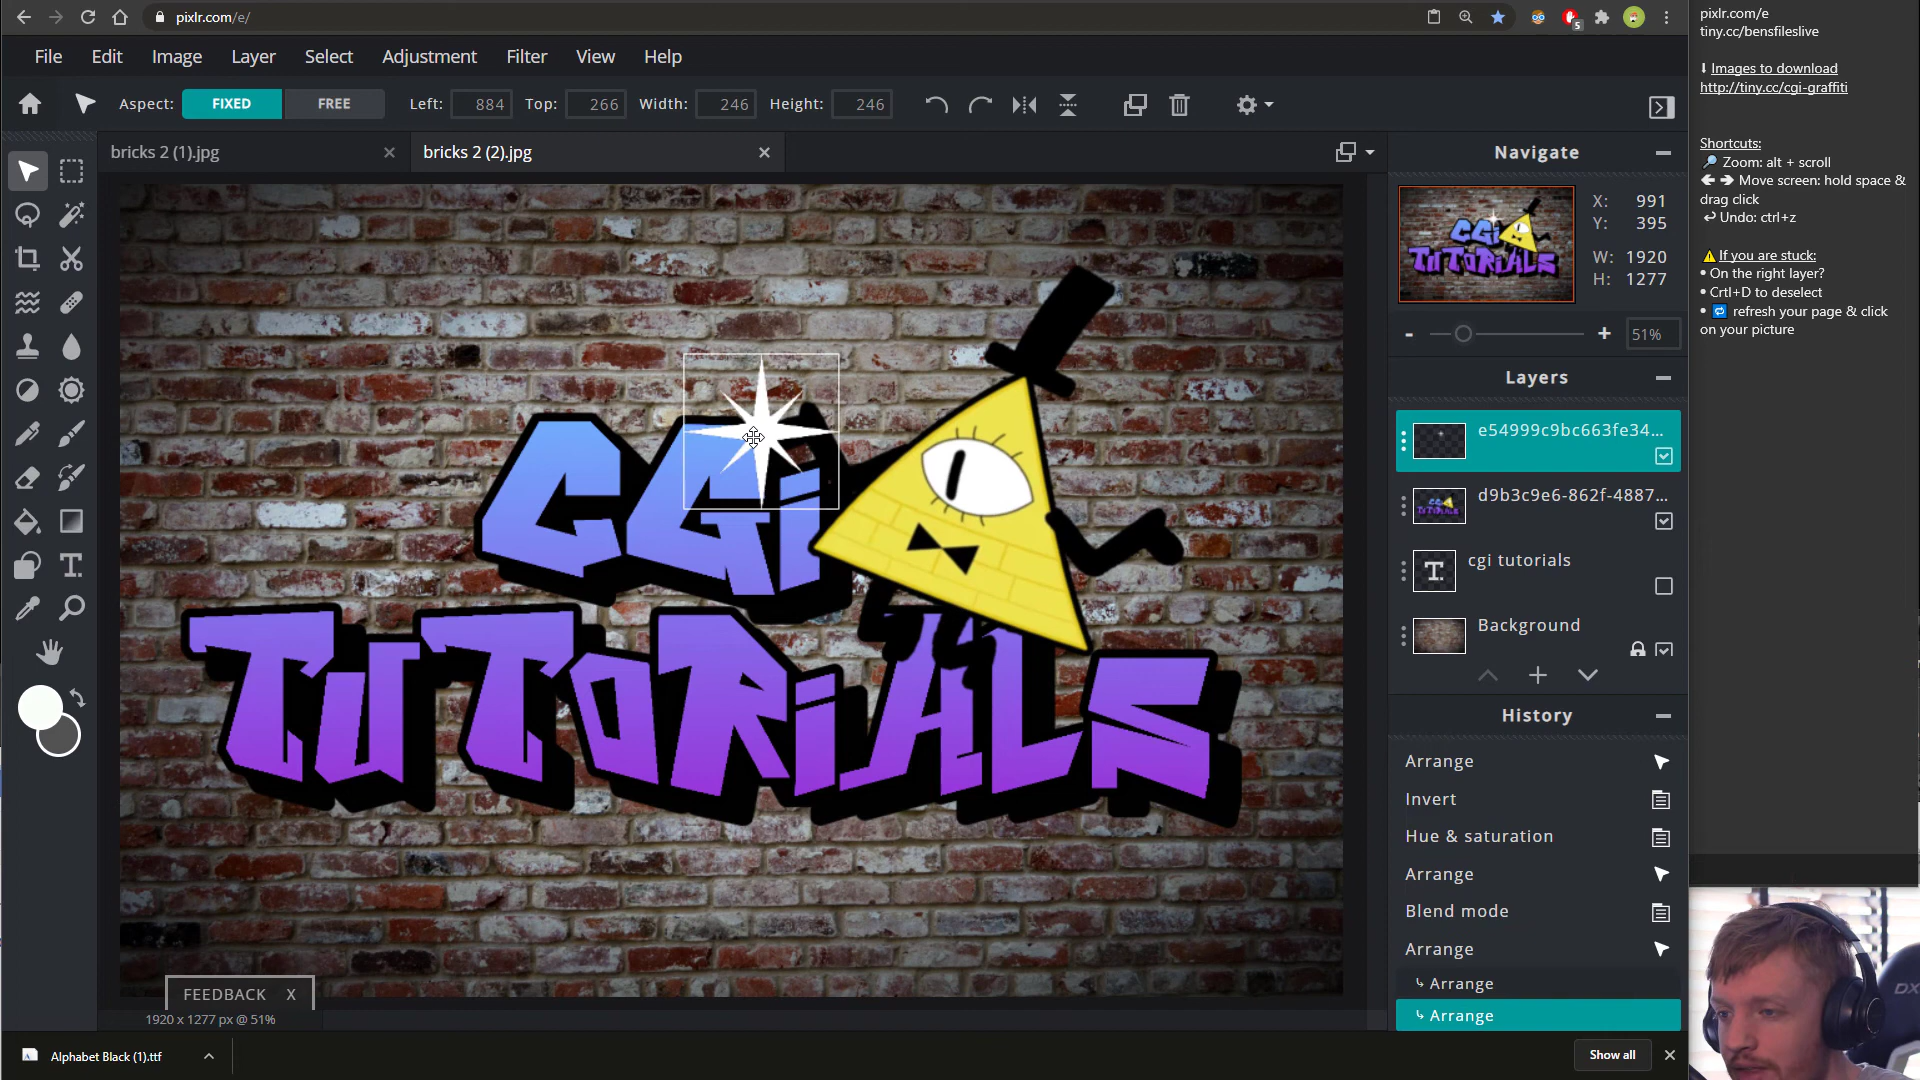 pixlr.com/e/
5
File Edit Image Layer Select Adjustment Filter View Help
Aspect: FIXED FREE Left: 884 Top: 266 Width: 246 Height: 246
bricks 2 (1).jpg
bricks 2 (2).jpg
CGi
TuTORiALS
FEEDBACK X
1920 x 1277 px @ 51%
Navigate
X: 991
Y: 395
W: 1920
H: 1277
- + 51%
Layers
e54999c9bc663fe34...
d9b3c9e6-862f-4887...
T. cgi tutorials
Background
History
Arrange
Invert
Hue & saturation
Arrange
Blend mode
Arrange
Arrange
Arrange
Alphabet Black (1).ttf
Show all
pixlr.com/e
tiny.cc/bensfileslive
Images to download
http://tiny.cc/cgi-graffiti
Shortcuts:
Zoom: alt + scroll
Move screen: hold space &
drag click
Undo: ctrl+z
If you are stuck:
• On the right layer?
• Crtl+D to deselect
• refresh your page & click
on your picture
DX